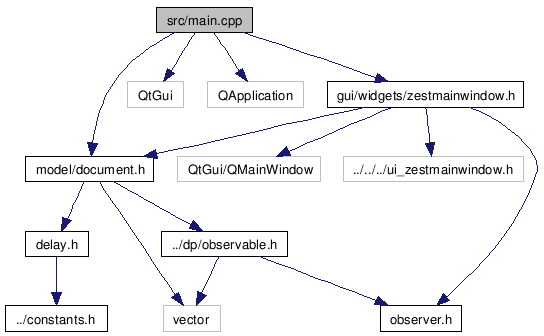 src/main.cpp
QtGui
QApplication
gui/widgets/zestmainwindow.h
model/document.h
QtGui/QMainWindow
../../../ui_zestmainwindow.h
delay.h
../dp/observable.h
../constants.h
vector
observer.h